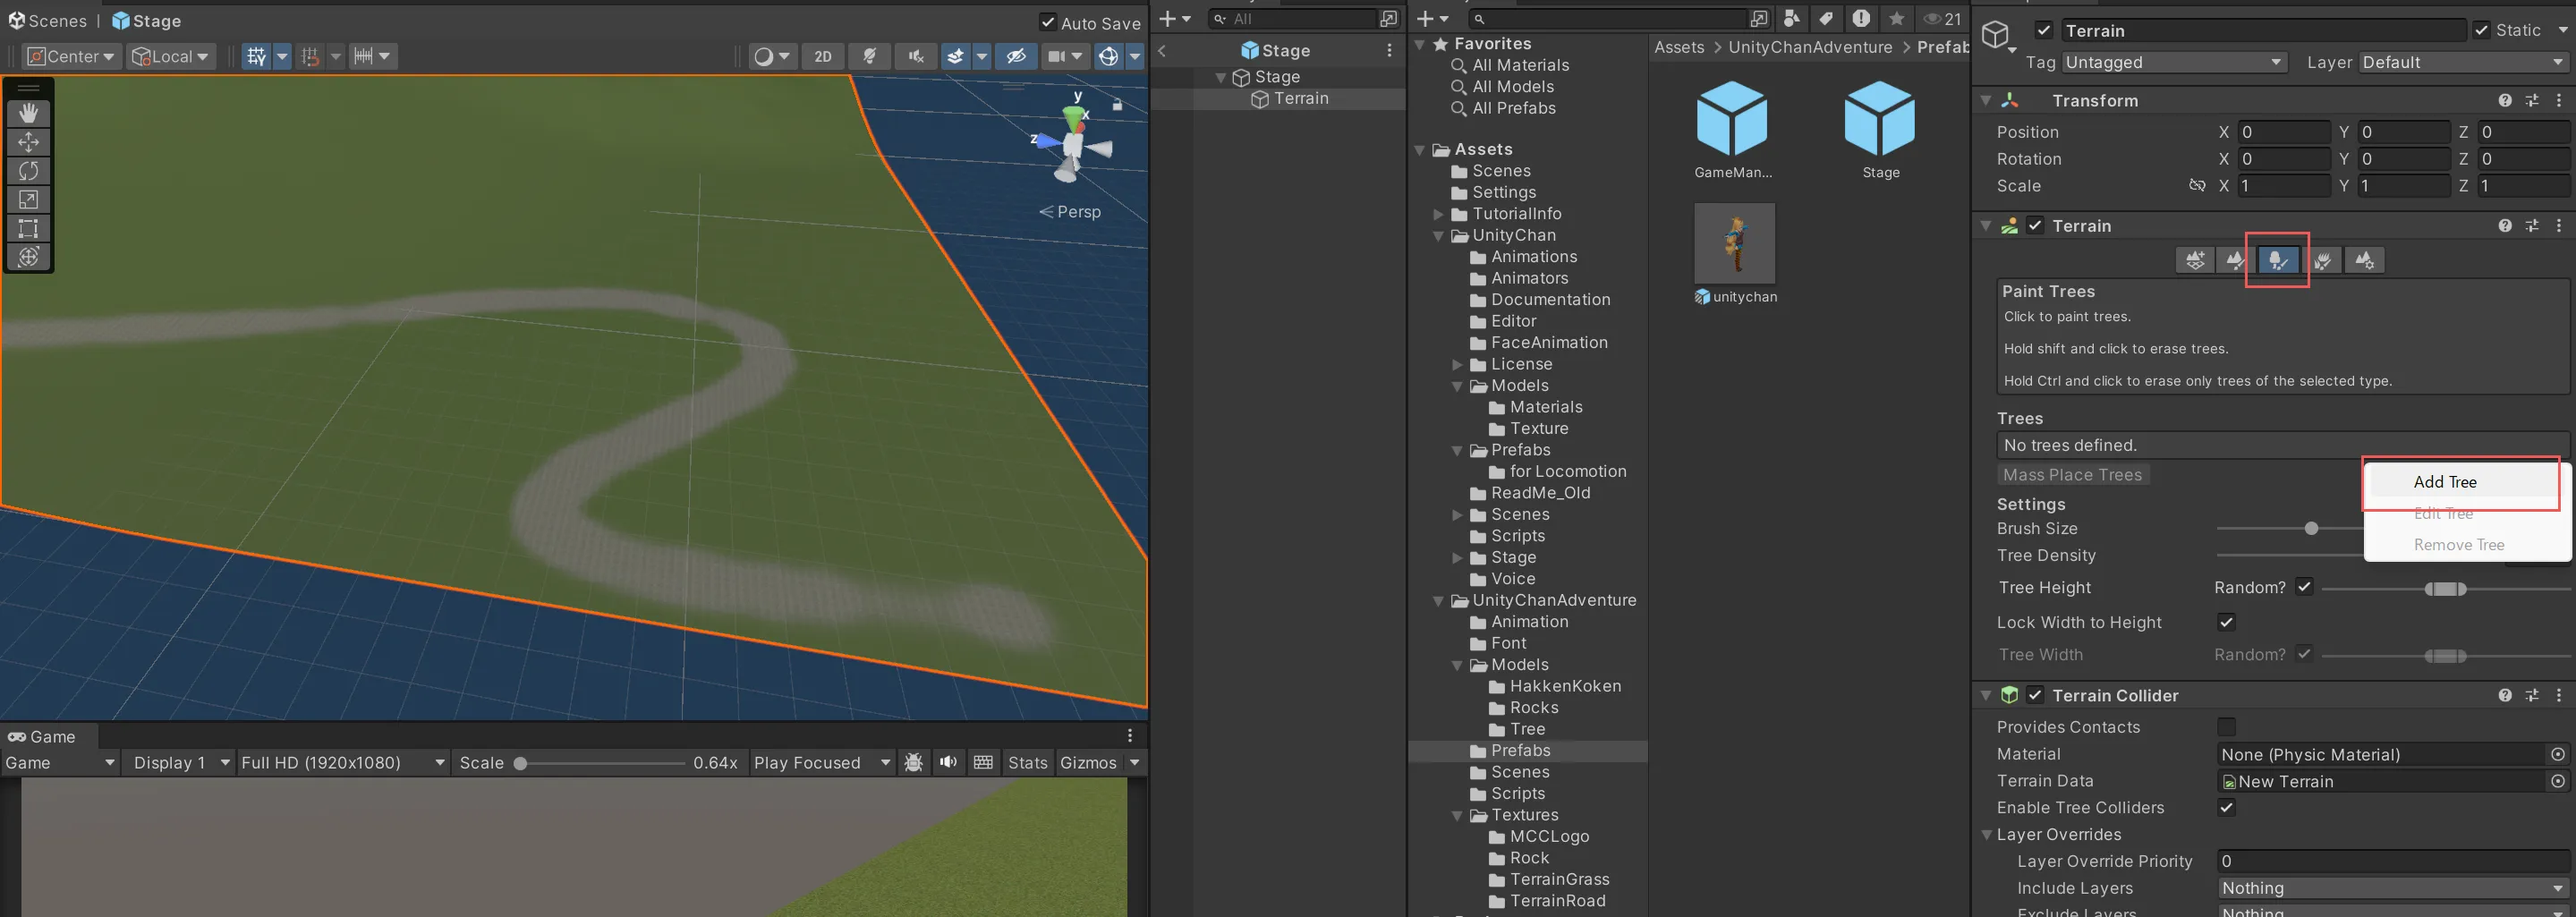 Scenes | Stage
Auto Save
Center
Local
2D
y
x
z
Persp
Game
Game
Display 1
Full HD (1920x1080)
Scale
0.64x
Play Focused
Stats
Gizmos
All
Stage
Stage
Terrain
21
Favorites
All Materials
All Models
All Prefabs
Assets
Scenes
Settings
TutorialInfo
UnityChan
Animations
Animators
Documentation
Editor
FaceAnimation
License
Models
Materials
Texture
Prefabs
for Locomotion
ReadMe_Old
Scenes
Scripts
Stage
Voice
UnityChanAdventure
Animation
Font
Models
HakkenKoken
Rocks
Tree
Prefabs
Scenes
Scripts
Textures
MCCLogo
Rock
TerrainGrass
TerrainRoad
Assets > UnityChanAdventure > Prefab
GameMan...
Stage
unitychan
Terrain
Static
Tag Untagged
Layer Default
Transform
Position X 0 Y 0 Z 0
Rotation X 0 Y 0 Z 0
Scale X 1 Y 1 Z 1
Terrain
Paint Trees
Click to paint trees.
Hold shift and click to erase trees.
Hold Ctrl and click to erase only trees of the selected type.
Trees
No trees defined.
Mass Place Trees
Add Tree
Edit Tree
Remove Tree
Settings
Brush Size
Tree Density
Tree Height Random?
Lock Width to Height
Tree Width Random?
Terrain Collider
Provides Contacts
Material None (Physic Material)
Terrain Data New Terrain
Enable Tree Colliders
Layer Overrides
Layer Override Priority 0
Include Layers Nothing
Exclude Layers Nothing